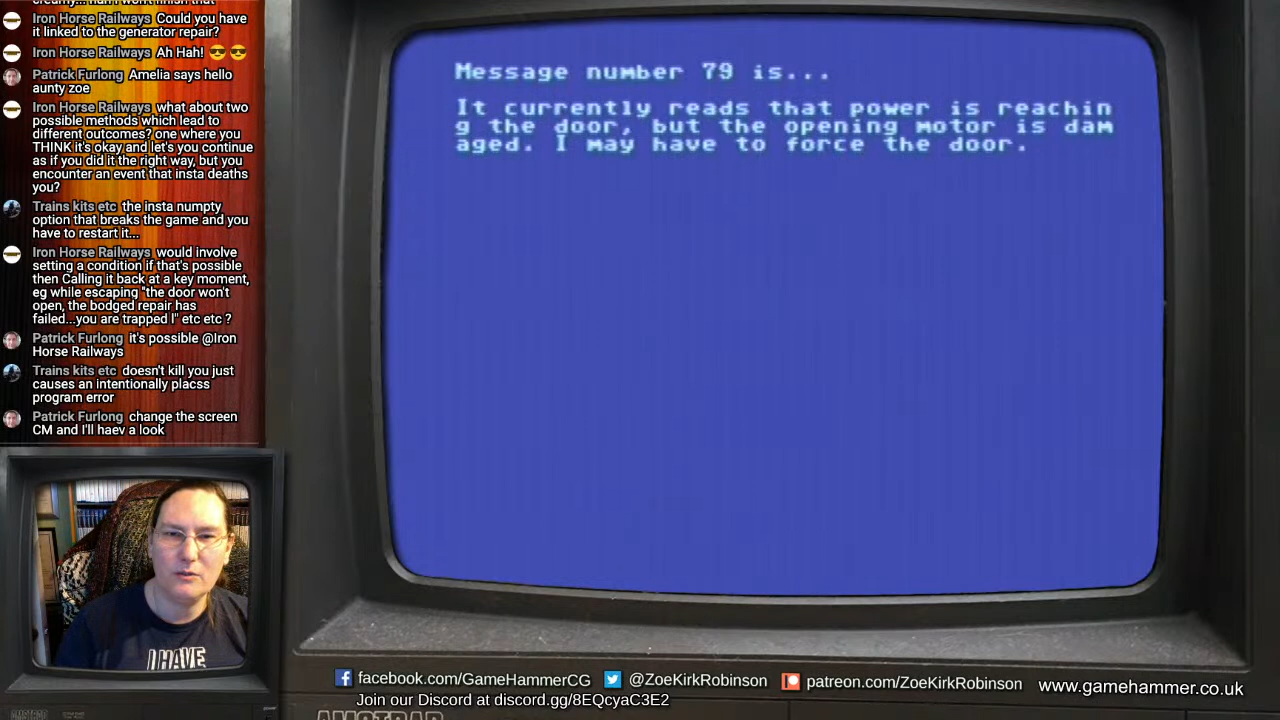 Iron Horse Railways Could you have
it linked to the generator repair?
Iron Horse Railways Ah Hah! 😎 😎
Patrick Furlong Amelia says hello
aunty zoe
Iron Horse Railways what about two
possible methods which lead to
different outcomes? one where you
THINK it's okay and let's you continue
as if you did it the right way, but you
encounter an event that insta deaths
you?
Trains kits etc the insta numpty
option that breaks the game and you
have to restart it...
Iron Horse Railways would involve
setting a condition if that's possible
then Calling it back at a key moment,
eg while escaping "the door won't
open, the bodged repair has
failed...you are trapped !" etc etc ?
Patrick Furlong it's possible @Iron
Horse Railways
Trains kits etc doesn't kill you just
causes an intentionally placss
program error
Patrick Furlong change the screen
CM and I'll haev a look
Message number 79 is...
It currently reads that power is reachin
g the door, but the opening motor is dam
aged. I may have to force the door.
I HAVE
facebook.com/GameHammerCG @ZoeKirkRobinson patreon.com/ZoeKirkRobinson www.gamehammer.co.uk
Join our Discord at discord.gg/8EQcyaC3E2